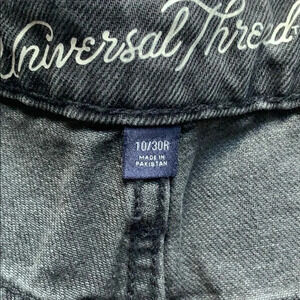 Universal Thread
10/30R
MADE IN
PAKISTAN